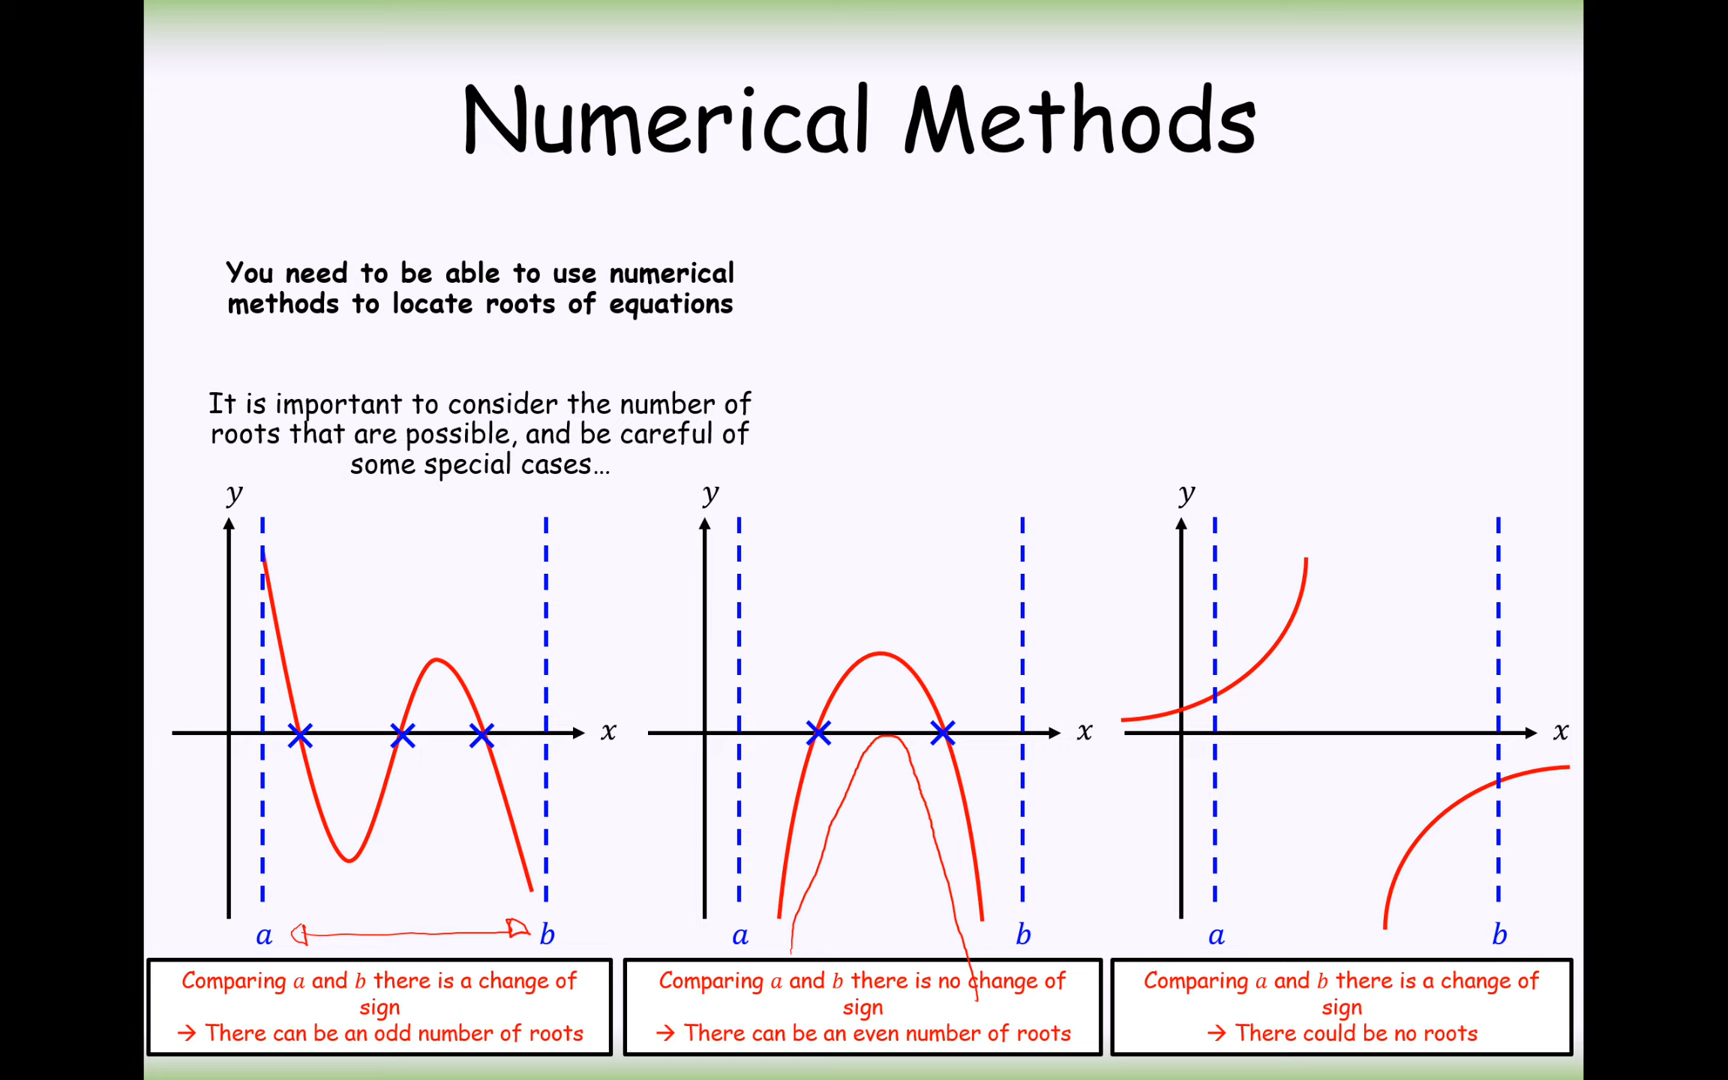 Numerical Methods
You need to be able to use numerical
methods to locate roots of equations
It is important to consider the number of
roots that are possible, and be careful of
some special cases…
y
x
a
b
y
x
a
b
y
x
a
b
Comparing a and b there is a change of
sign
→ There can be an odd number of roots
Comparing a and b there is no change of
sign
→ There can be an even number of roots
Comparing a and b there is a change of
sign
→ There could be no roots